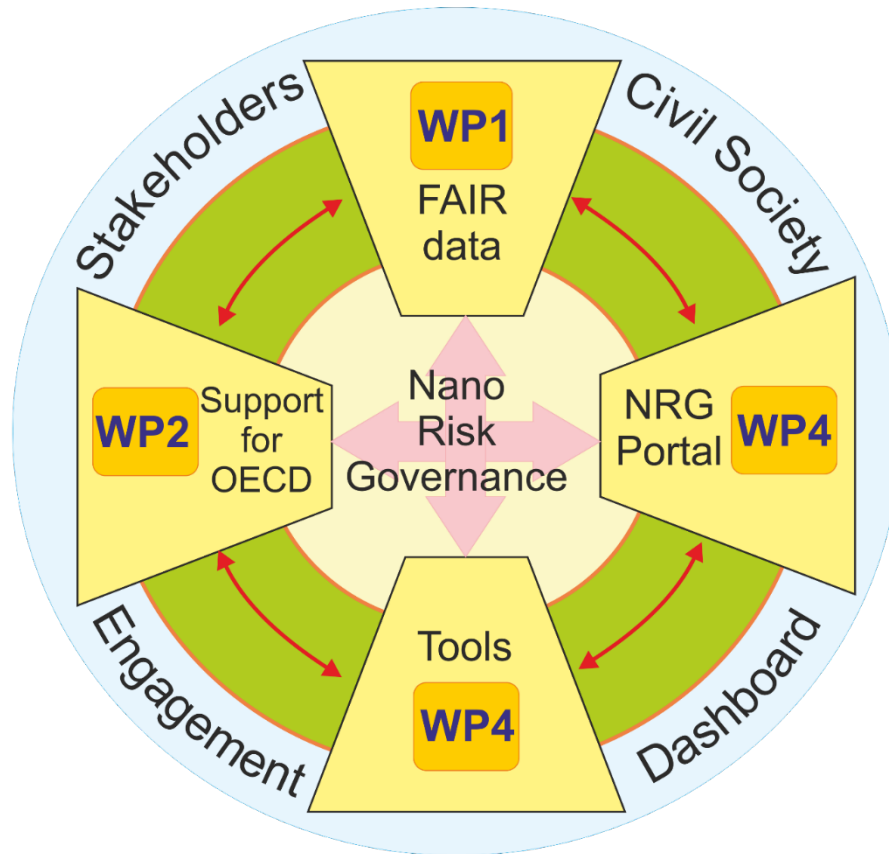 Stakeholders
Civil Society
WP1
FAIR
data
WP2
Support
for
OECD
Nano
Risk
Governance
NRG
Portal
WP4
Tools
WP4
Engagement
Dashboard